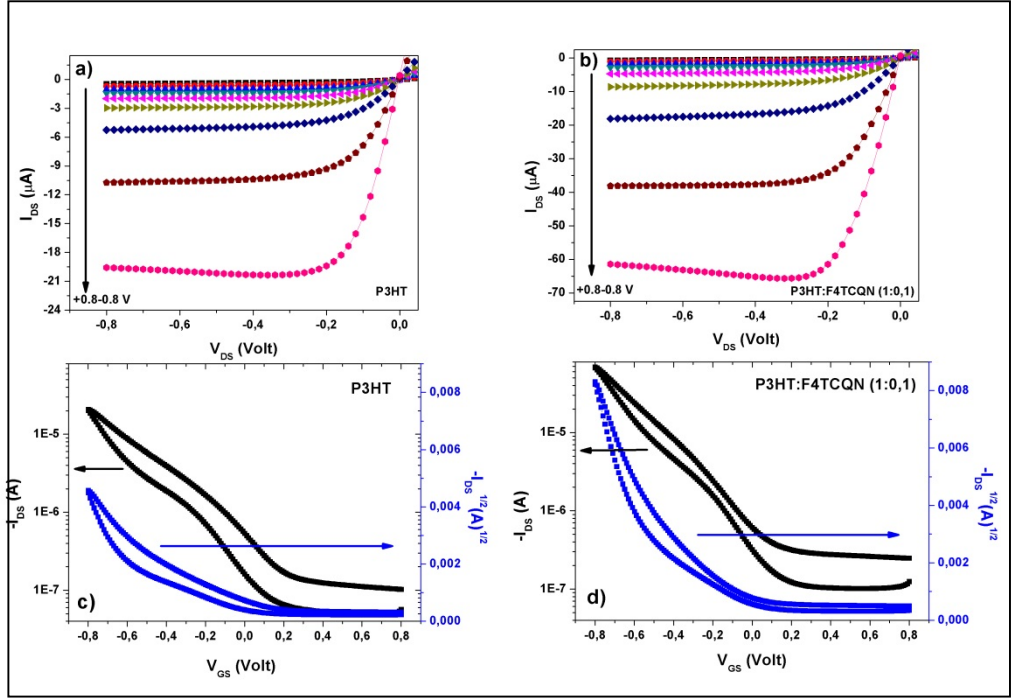 a)
0
-3
-6
-9
-12
-15
-18
-21
-24
I_DS (μA)
+0.8-0.8 V
P3HT
-0,8 -0,6 -0,4 -0,2 0,0
V_DS (Volt)
b)
0
-10
-20
-30
-40
-50
-60
-70
I_DS (μA)
+0.8-0.8 V
P3HT:F4TCQN (1:0,1)
-0,8 -0,6 -0,4 -0,2 0,0
V_DS (Volt)
P3HT
1E-5
1E-6
1E-7
-I_DS (A)
c)
0,008
0,006
0,004
0,002
0,000
-I_DS^1/2(A)^1/2
-0,8 -0,6 -0,4 -0,2 0,0 0,2 0,4 0,6 0,8
V_GS (Volt)
P3HT:F4TCQN (1:0,1)
1E-5
1E-6
1E-7
-I_DS (A)
d)
0,008
0,006
0,004
0,002
0,000
-I_DS^1/2(A)^1/2
-0,8 -0,6 -0,4 -0,2 0,0 0,2 0,4 0,6 0,8
V_GS (Volt)